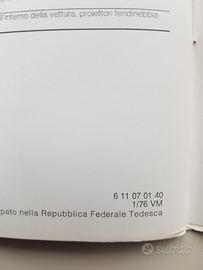 ll'interno della vettura, proiettori fendinebbia
6 11 07 01 40
1/76 VM
pato nella Repubblica Federale Tedesca
subito